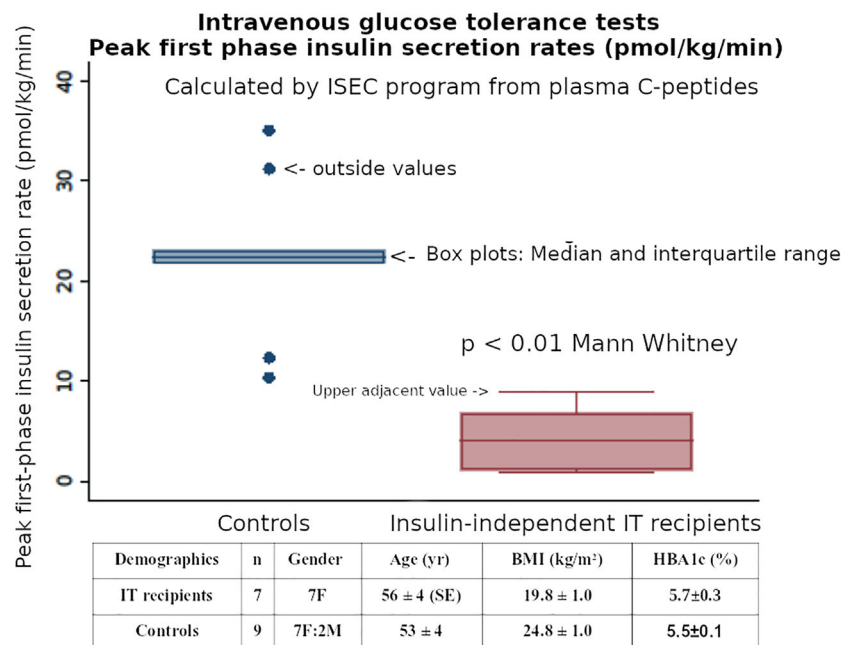 Intravenous glucose tolerance tests
Peak first phase insulin secretion rates (pmol/kg/min)
Calculated by ISEC program from plasma C-peptides
Peak first-phase insulin secretion rate (pmol/kg/min)
40
30
20
10
0
<- outside values
<- Box plots: Median and interquartile range
p < 0.01 Mann Whitney
Upper adjacent value ->
Controls Insulin-independent IT recipients
Demographics n Gender Age (yr) BMI (kg/m²) HBA1c (%)
IT recipients 7 7F 56 ± 4 (SE) 19.8 ± 1.0 5.7±0.3
Controls 9 7F:2M 53 ± 4 24.8 ± 1.0 5.5±0.1